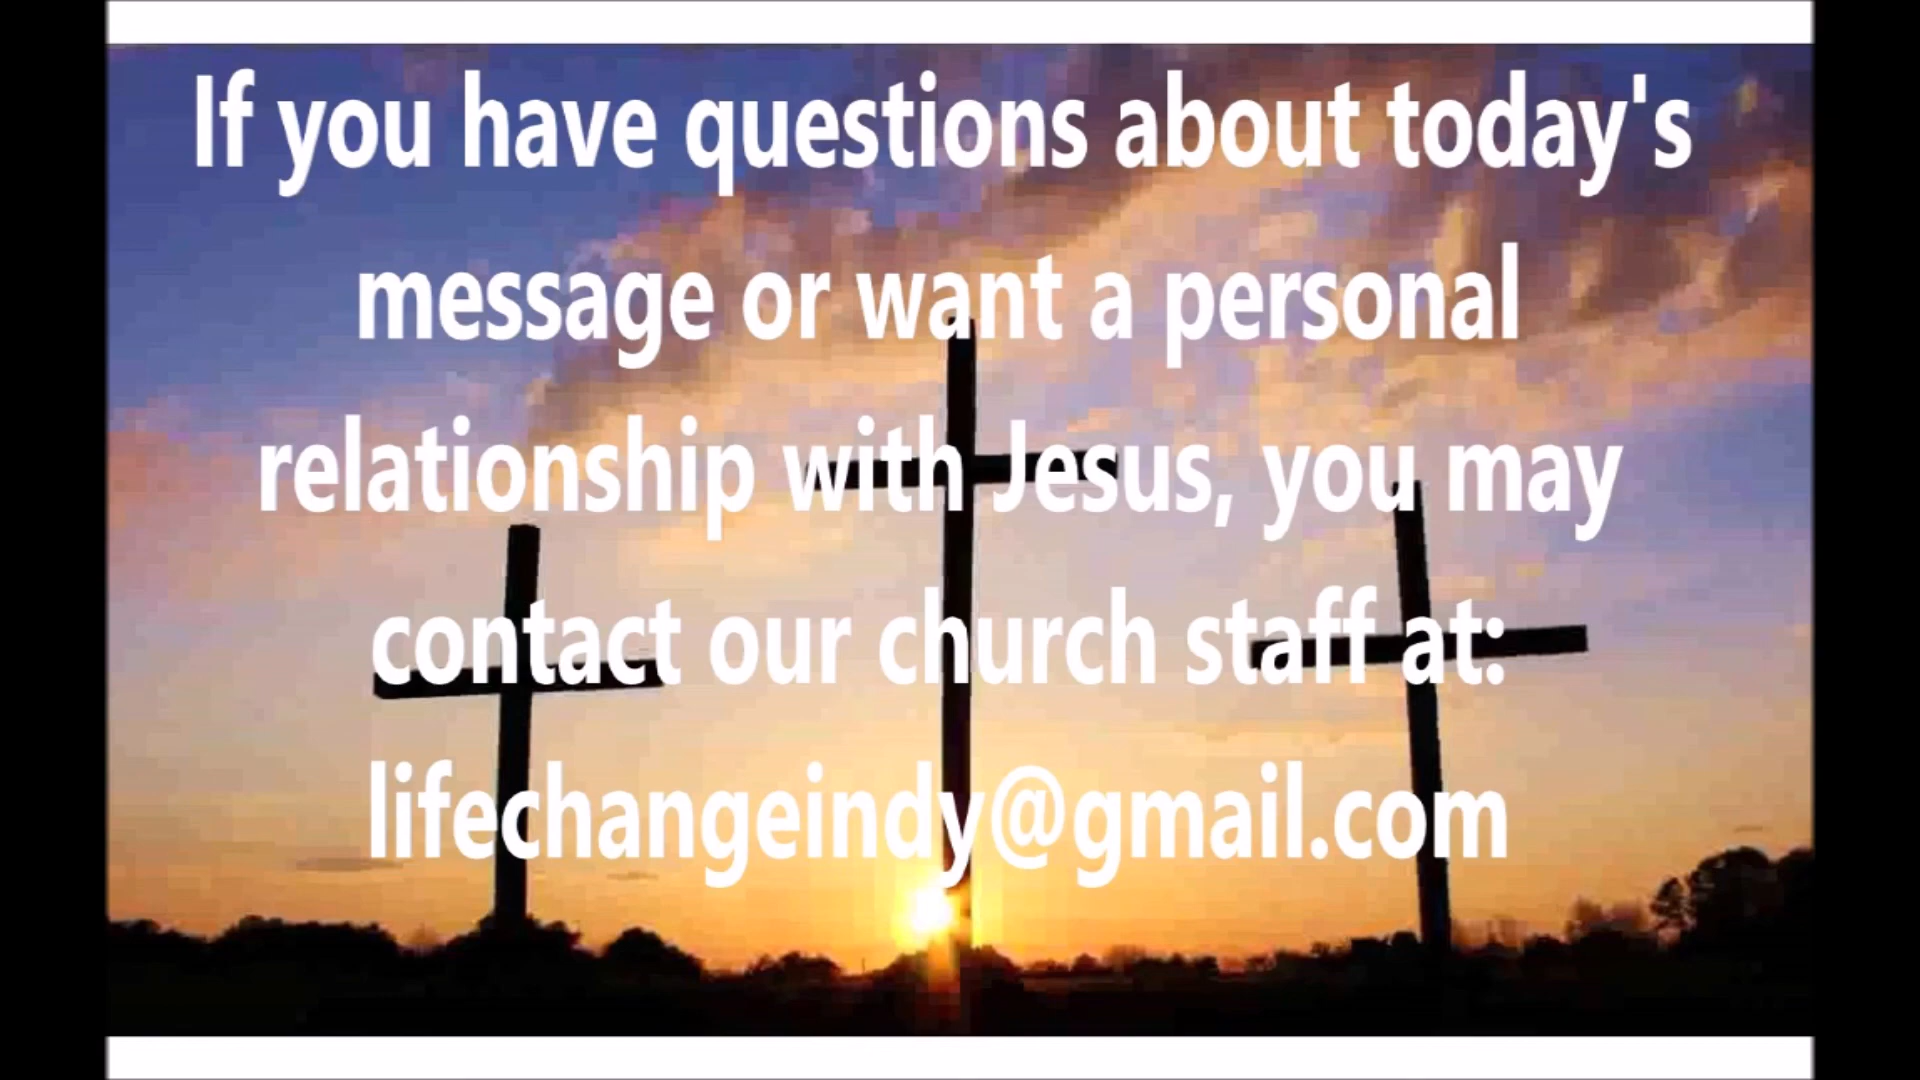 If you have questions about today's
message or want a personal
relationship with Jesus, you may
contact our church staff at:
lifechangeindy@gmail.com